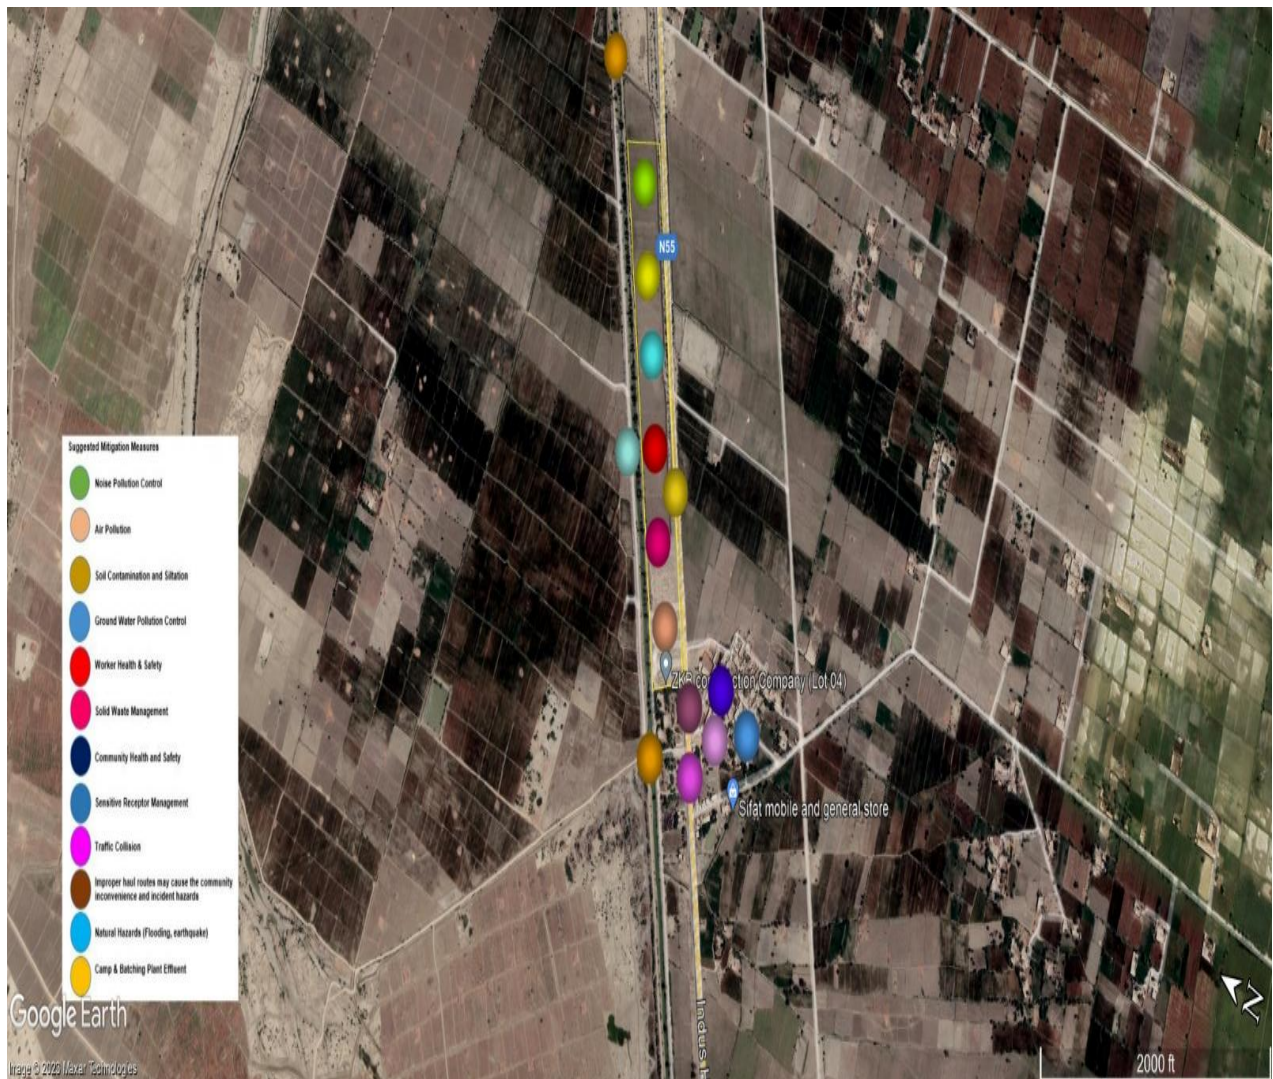 N55
Suggested Mitigation Measures
Noise Pollution Control
Air Pollution
Soil Contamination and Siltation
Ground Water Pollution Control
Worker Health & Safety
Solid Waste Management
Community Health and Safety
Sensitive Receptor Management
Traffic Collision
Improper haul routes may cause the community
inconvenience and incident hazards
Natural Hazards (Flooding, earthquake)
Camp & Batching Plant Effluent
ction Company (Lot 04)
Sifat mobile and general store
Indus
Google Earth
Image © 2023 Maxar Technologies
N
2000 ft